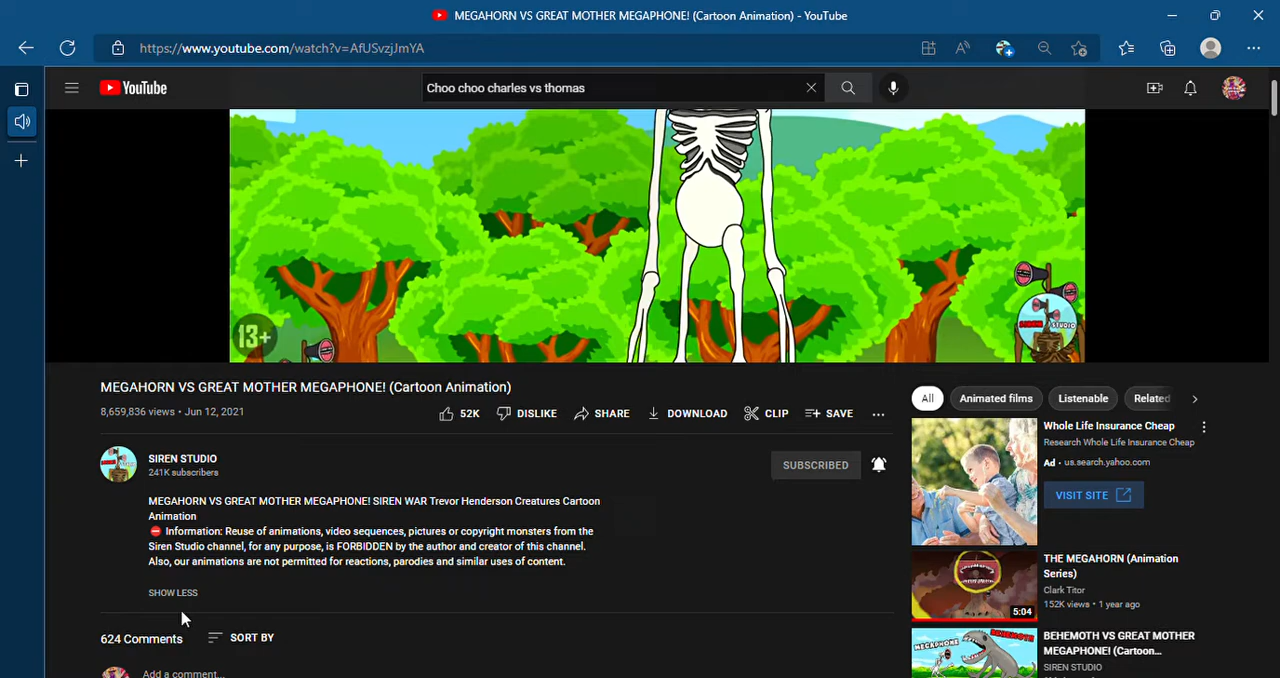 MEGAHORN VS GREAT MOTHER MEGAPHONE! (Cartoon Animation) - YouTube
https://www.youtube.com/watch?v=AfUSvzjJmYA
YouTube
Choo choo charles vs thomas
13+
SIREN STUDIO
MEGAHORN VS GREAT MOTHER MEGAPHONE! (Cartoon Animation)
8,659,836 views • Jun 12, 2021
52K
DISLIKE
SHARE
DOWNLOAD
CLIP
SAVE
SIREN STUDIO
241K subscribers
SUBSCRIBED
MEGAHORN VS GREAT MOTHER MEGAPHONE! SIREN WAR Trevor Henderson Creatures Cartoon
Animation
⛔ Information: Reuse of animations, video sequences, pictures or copyright monsters from the
Siren Studio channel, for any purpose, is FORBIDDEN by the author and creator of this channel.
Also, our animations are not permitted for reactions, parodies and similar uses of content.
SHOW LESS
624 Comments
SORT BY
Add a comment...
All
Animated films
Listenable
Related
Whole Life Insurance Cheap
Research Whole Life Insurance Cheap
Ad • us.search.yahoo.com
VISIT SITE
THE MEGAHORN (Animation
Series)
Clark Titor
152K views • 1 year ago
5:04
BEHEMOTH VS GREAT MOTHER
MEGAPHONE! (Cartoon...
SIREN STUDIO
MEGAPHONE
BEHEMOTH